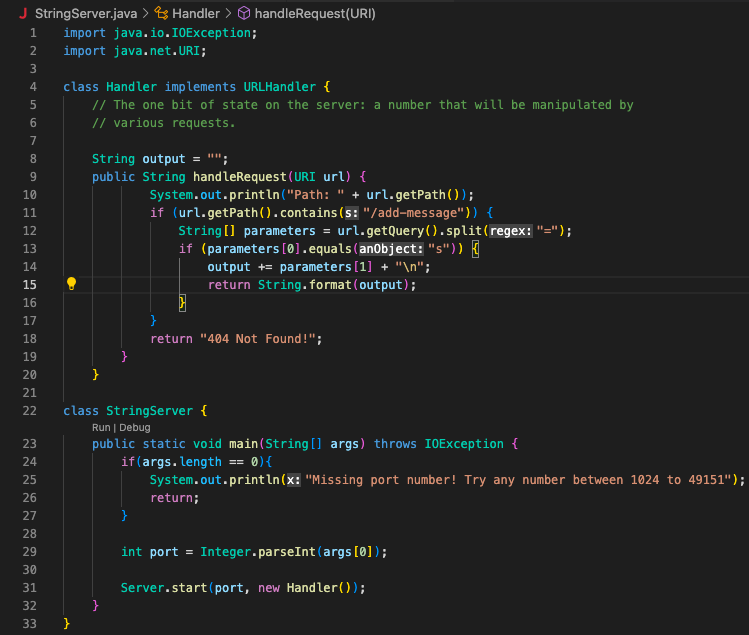 StringServer.java > Handler > handleRequest(URI)
1 import java.io.IOException;
2 import java.net.URI;
3
4 class Handler implements URLHandler {
5 // The one bit of state on the server: a number that will be manipulated by
6 // various requests.
7
8 String output = "";
9 public String handleRequest(URI url) {
10 System.out.println("Path: " + url.getPath());
11 if (url.getPath().contains(s: "/add-message")) {
12 String[] parameters = url.getQuery().split(regex: "=");
13 if (parameters[0].equals(anObject: "s")) {
14 output += parameters[1] + "\n";
15 return String.format(output);
16 }
17 }
18 return "404 Not Found!";
19 }
20 }
21
22 class StringServer {
Run | Debug
23 public static void main(String[] args) throws IOException {
24 if(args.length == 0){
25 System.out.println(x: "Missing port number! Try any number between 1024 to 49151");
26 return;
27 }
28
29 int port = Integer.parseInt(args[0]);
30
31 Server.start(port, new Handler());
32 }
33 }